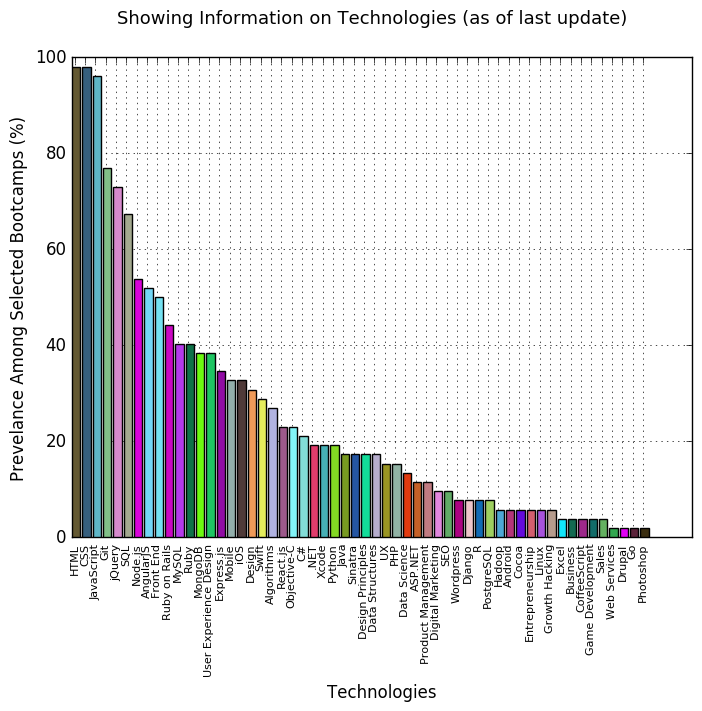 Showing Information on Technologies (as of last update)
Prevelance Among Selected Bootcamps (%)
100
80
60
40
20
0
HTML
CSS
JavaScript
Git
jQuery
SQL
Node.js
AngularJS
Front End
Ruby on Rails
MySQL
Ruby
MongoDB
User Experience Design
Express.js
Mobile
iOS
Design
Swift
Algorithms
React.js
Objective-C
C#
.NET
Xcode
Python
Java
Sinatra
Design Principles
Data Structures
UX
PHP
Data Science
ASP.NET
Product Management
Digital Marketing
SEO
Wordpress
Django
R
PostgreSQL
Hadoop
Android
Cocoa
Entrepreneurship
Linux
Growth Hacking
Excel
Business
CoffeeScript
Game Development
Sales
Web Services
Drupal
Go
Photoshop
Technologies